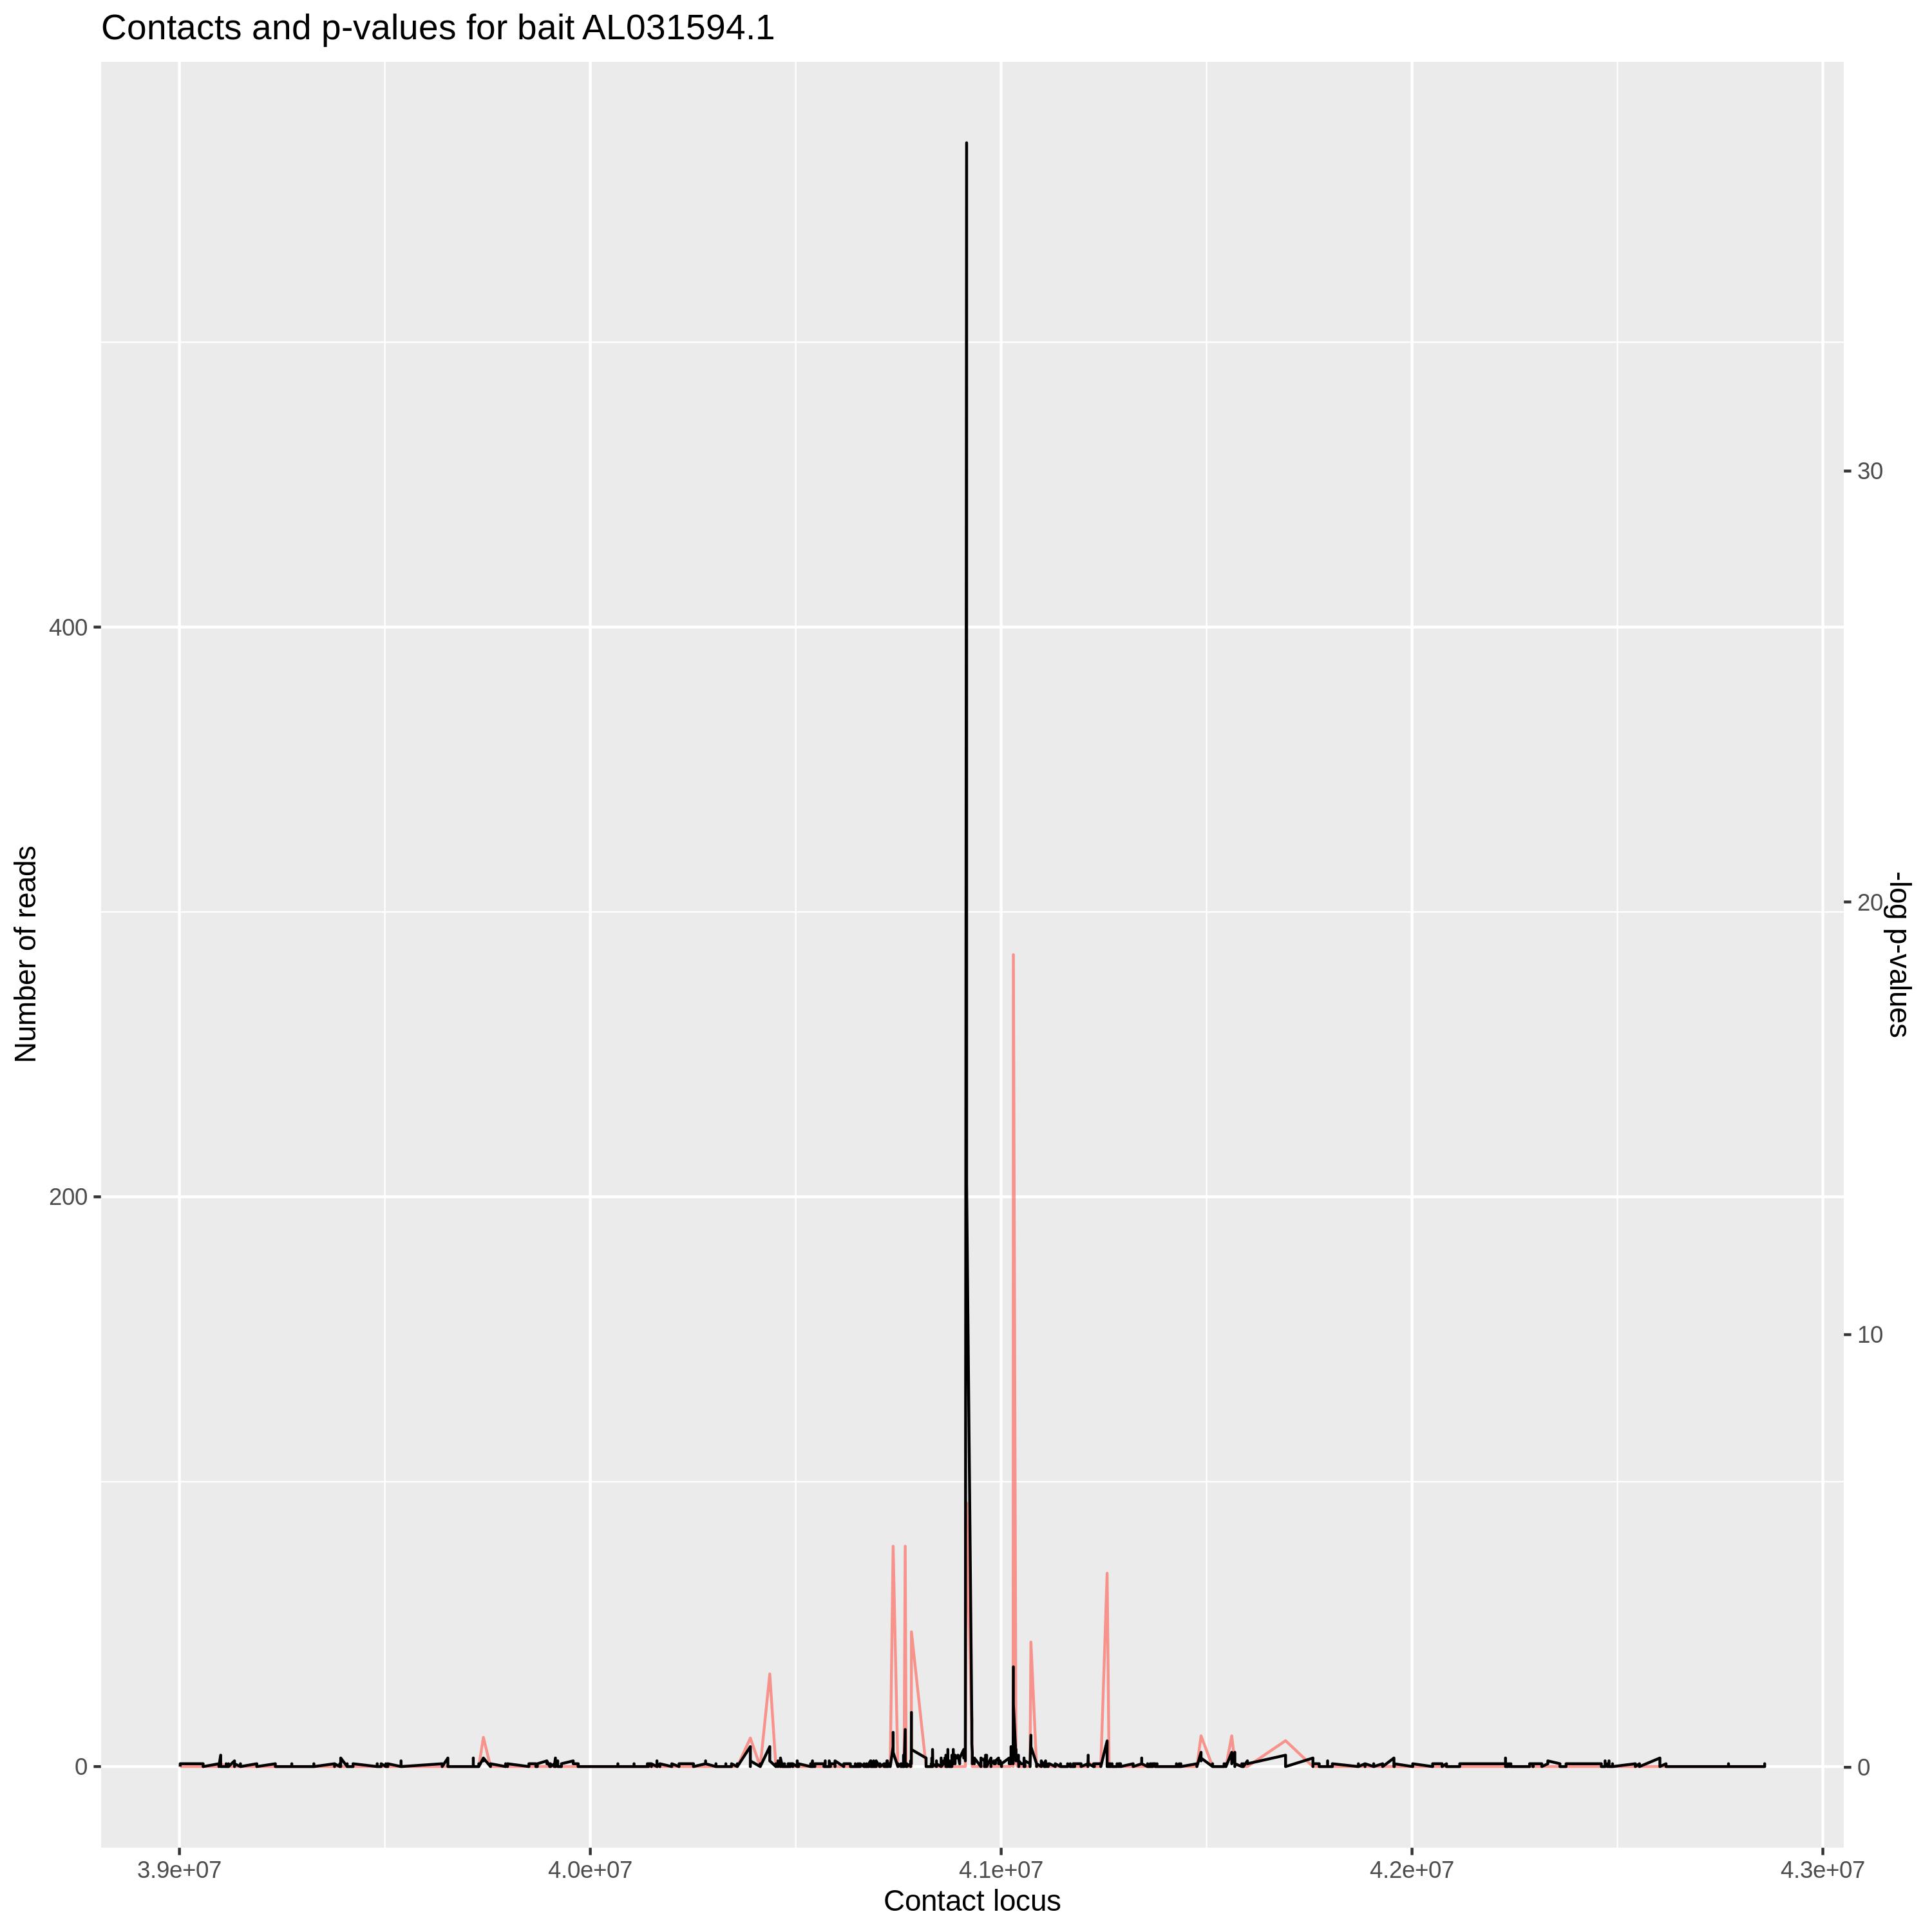 Contacts and p-values for bait AL031594.1
Number of reads
400
200
0
30
20
10
0
-log p-values
3.9e+07 4.0e+07 4.1e+07 4.2e+07 4.3e+07
Contact locus